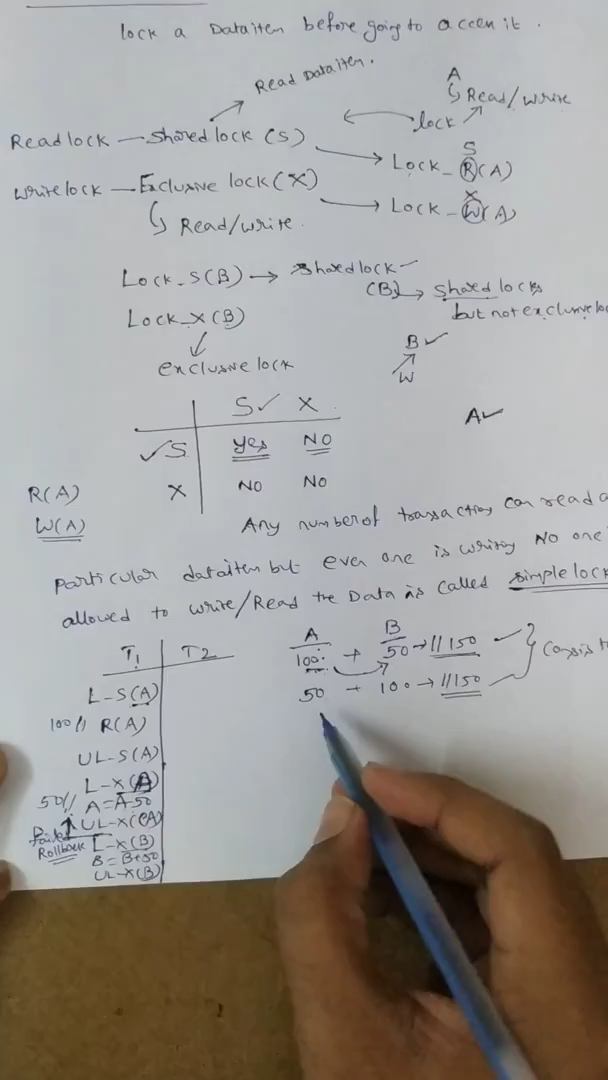 lock a Dataitem before going to accen it.
Read Dataitem.
A
Read/write
lock
Readlock — Shared lock (S)
S
Lock_R(A)
writelock — Exclusive lock (X)
X
Lock_W(A)
Read/write.
Lock_S(B) → Shared lock
(B) → shared locks
but not exclusive
Lock_X(B)
B ✓
W
exclusive lock
S ✓ X
A ✓
✓ S Yes NO
X NO NO
R(A)
W(A)
Any number of transaction can read a
particular dataitem but even one is writing NO one
allowed to write/Read the Data is called simple lock
T1 T2
A B
100 + 50 → //150
50 + 100 → //150
L-S(A)
100// R(A)
UL-S(A)
L-X(A)
50// A=A-50
UL-X(A)
Failed
Rollback
L-X(B)
B=B+50
UL-X(B)